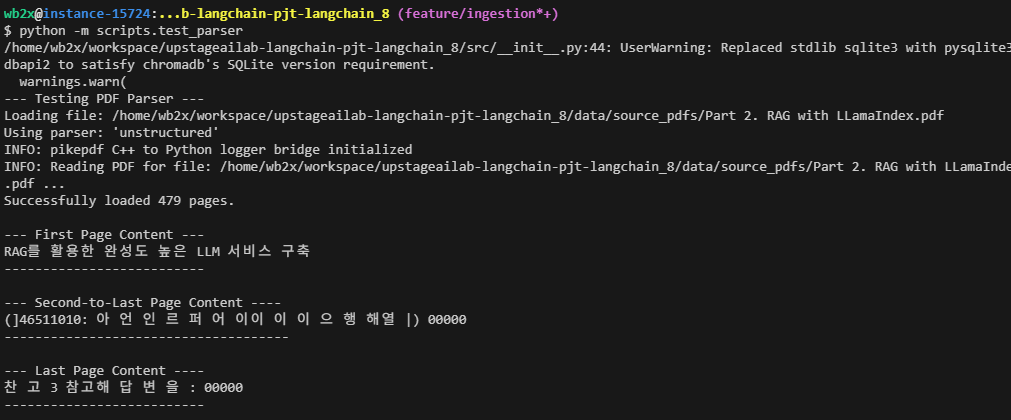 wb2x@instance-15724:...b-langchain-pjt-langchain_8 (feature/ingestion*+)
$ python -m scripts.test_parser
/home/wb2x/workspace/upstageailab-langchain-pjt-langchain_8/src/__init__.py:44: UserWarning: Replaced stdlib sqlite3 with pysqlite3
dbapi2 to satisfy chromadb's SQLite version requirement.
  warnings.warn(
--- Testing PDF Parser ---
Loading file: /home/wb2x/workspace/upstageailab-langchain-pjt-langchain_8/data/source_pdfs/Part 2. RAG with LLamaIndex.pdf
Using parser: 'unstructured'
INFO: pikepdf C++ to Python logger bridge initialized
INFO: Reading PDF for file: /home/wb2x/workspace/upstageailab-langchain-pjt-langchain_8/data/source_pdfs/Part 2. RAG with LLamaInde
.pdf ...
Successfully loaded 479 pages.
--- First Page Content ---
RAG를 활용한 완성도 높은 LLM 서비스 구축
--------------------------
--- Second-to-Last Page Content ----
(]46511010: 아 언 인 르 퍼 어 이이 이 이 으 행 해열 |) 00000
-------------------------------------
--- Last Page Content ----
찬 고 3 참고해 답 변 을 : 00000
--------------------------